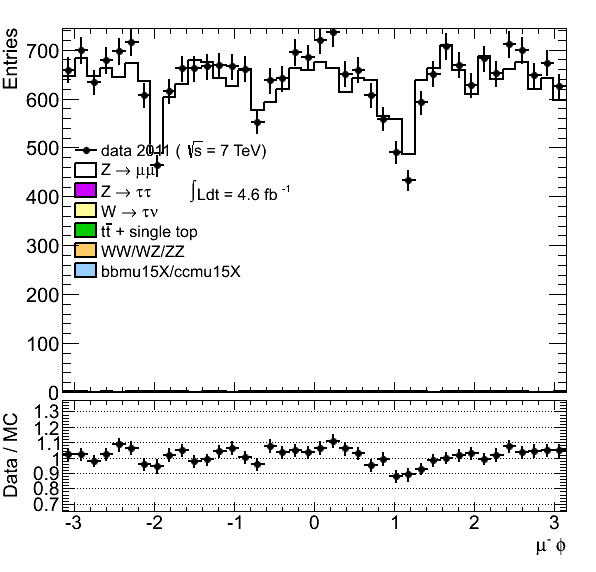 Entries
700
600
500
400
300
200
100
0
data 2011 ( √s = 7 TeV)
Z → μμ
Z → ττ
∫Ldt = 4.6 fb⁻¹
W → τν
tt̄ + single top
WW/WZ/ZZ
bbmu15X/ccmu15X
Data / MC
1.3
1.2
1.1
1
0.9
0.8
0.7
-3 -2 -1 0 1 2 3
μ⁻ ϕ